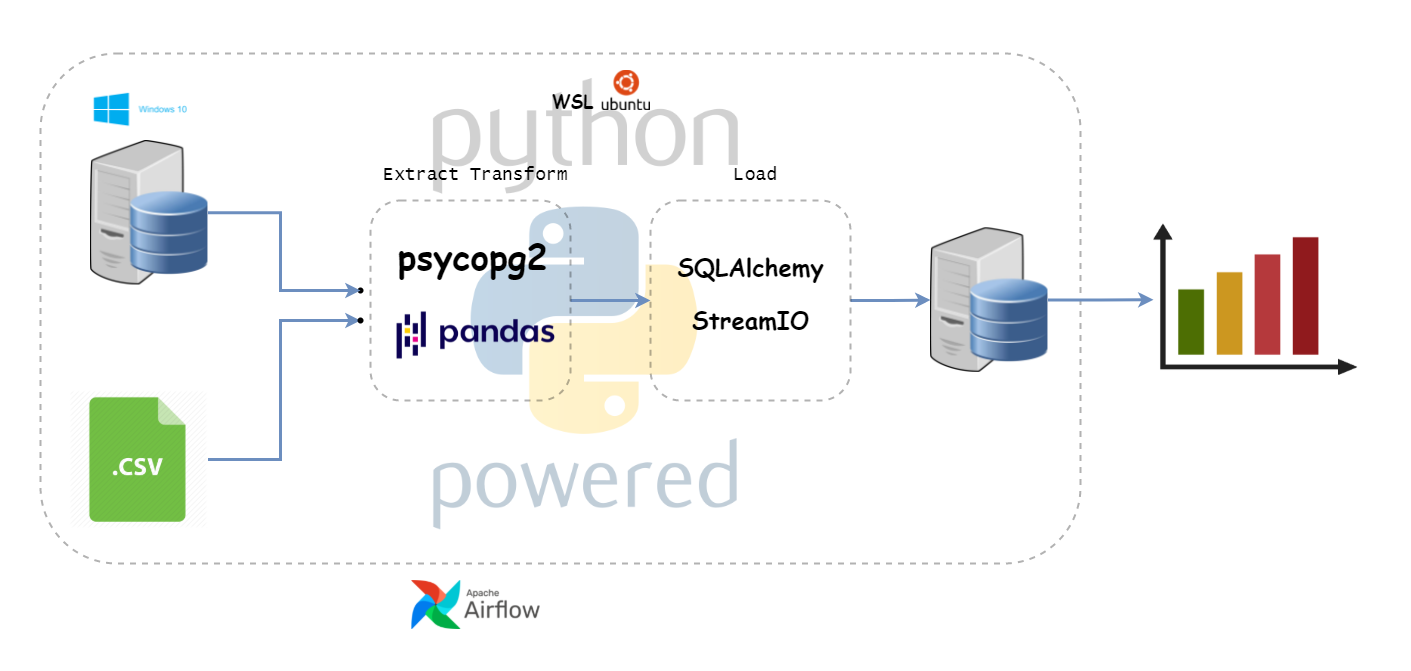 Windows 10
WSL ubuntu
python
Extract Transform
Load
psycopg2
pandas
SQLAlchemy
StreamIO
.CSV
powered
Apache
Airflow